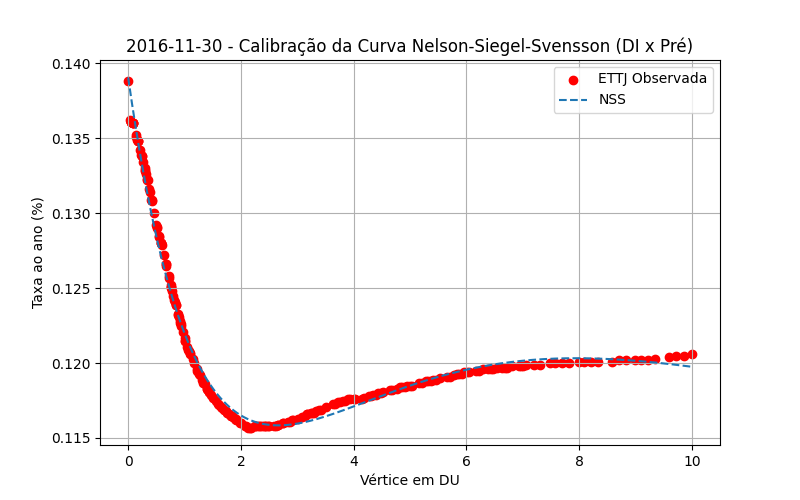 2016-11-30 - Calibração da Curva Nelson-Siegel-Svensson (DI x Pré)
ETTJ Observada
NSS
Taxa ao ano (%)
0.140
0.135
0.130
0.125
0.120
0.115
0
2
4
6
8
10
Vértice em DU